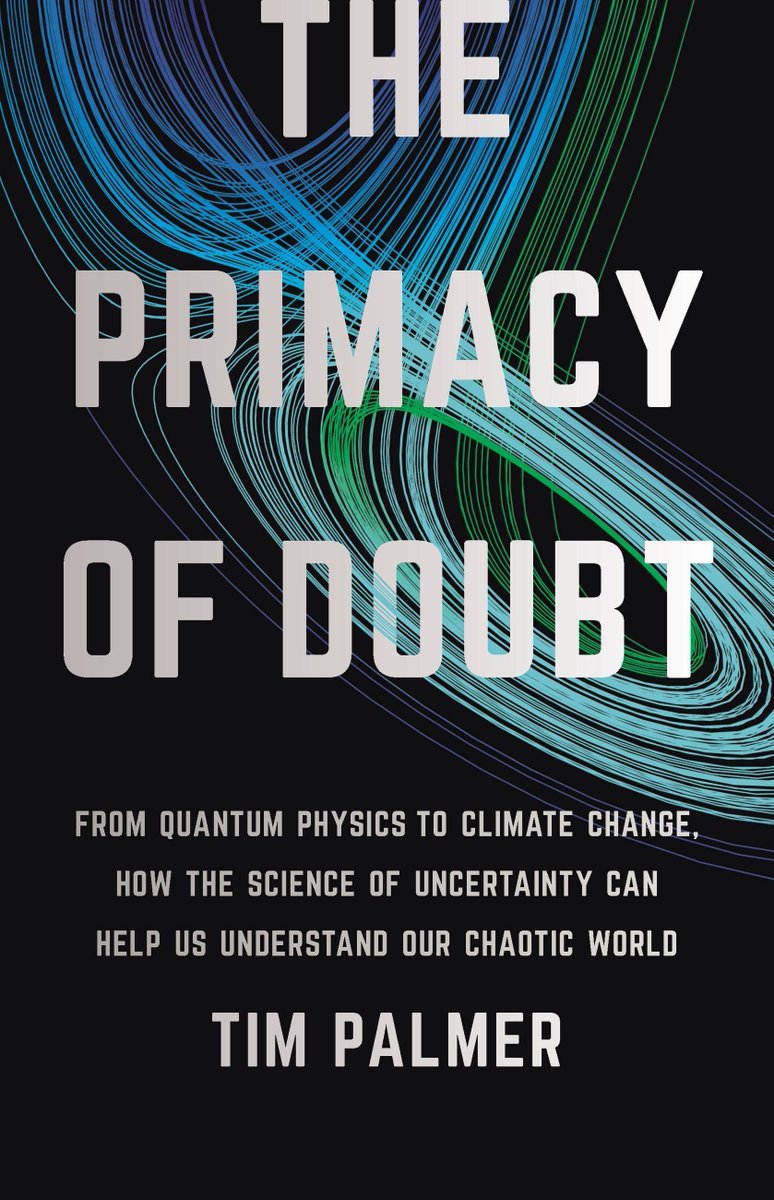 THE
PRIMACY
OF DOUBT
FROM QUANTUM PHYSICS TO CLIMATE CHANGE,
HOW THE SCIENCE OF UNCERTAINTY CAN
HELP US UNDERSTAND OUR CHAOTIC WORLD
TIM PALMER